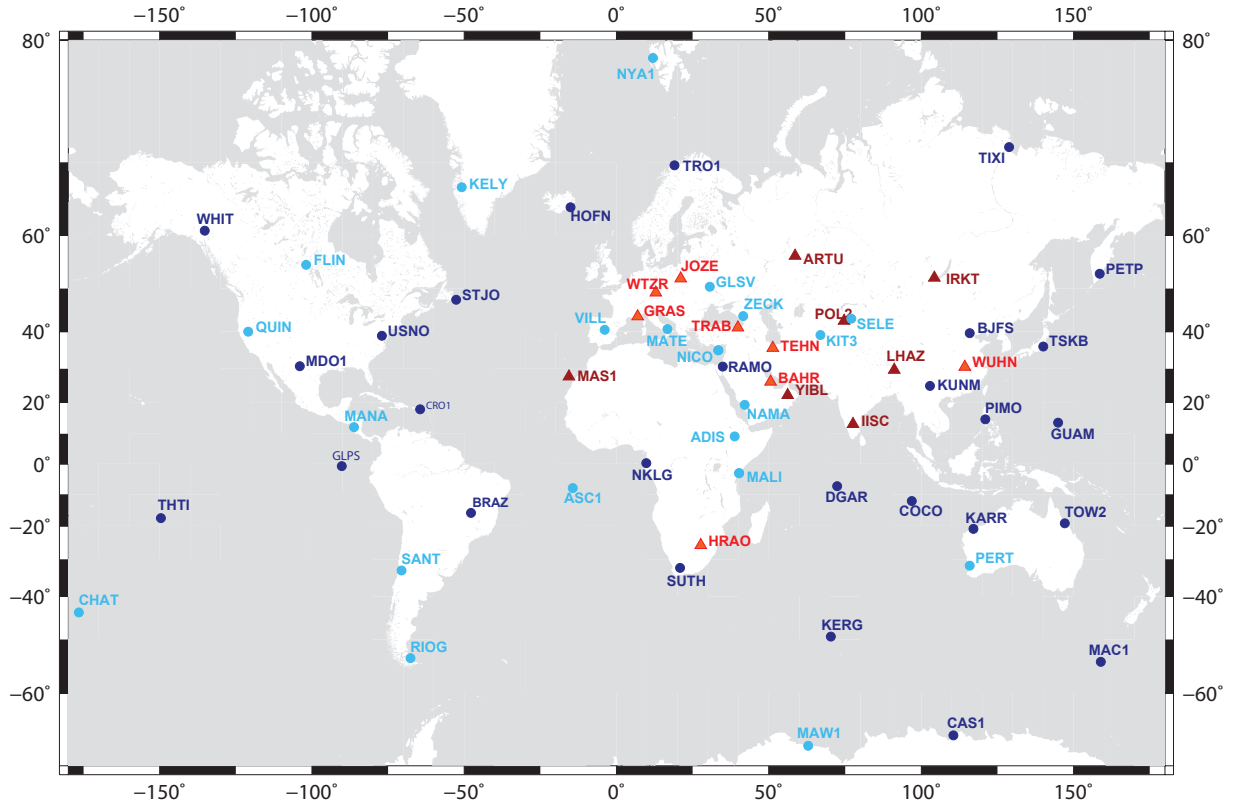 −150° −100° −50° 0° 50° 100° 150°
80° 80°
NYA1
TIXI
TRO1
KELY
HOFN
WHIT
60° 60°
ARTU
FLIN
JOZE
PETP
IRKT
WTZR
GLSV
STJO
ZECK
GRAS
POL2
VILL
SELE
QUIN
TRAB
BJFS
USNO
40° 40°
MATE
KIT3
TSKB
TEHN
NICO
LHAZ
MDO1
RAMO
WUHN
MAS1
BAHR
KUNM
YIBL
20° 20°
CRO1
PIMO
MANA
NAMA
IISC
GUAM
ADIS
GLPS
0 0
NKLG
MALI
DGAR
ASC1
THTI
BRAZ
COCO
TOW2
KARR
−20° −20°
HRAO
SANT
PERT
SUTH
−40° −40°
CHAT
KERG
RIOG
MAC1
−60° −60°
CAS1
MAW1
−150° −100° −50° 0° 50° 100° 150°